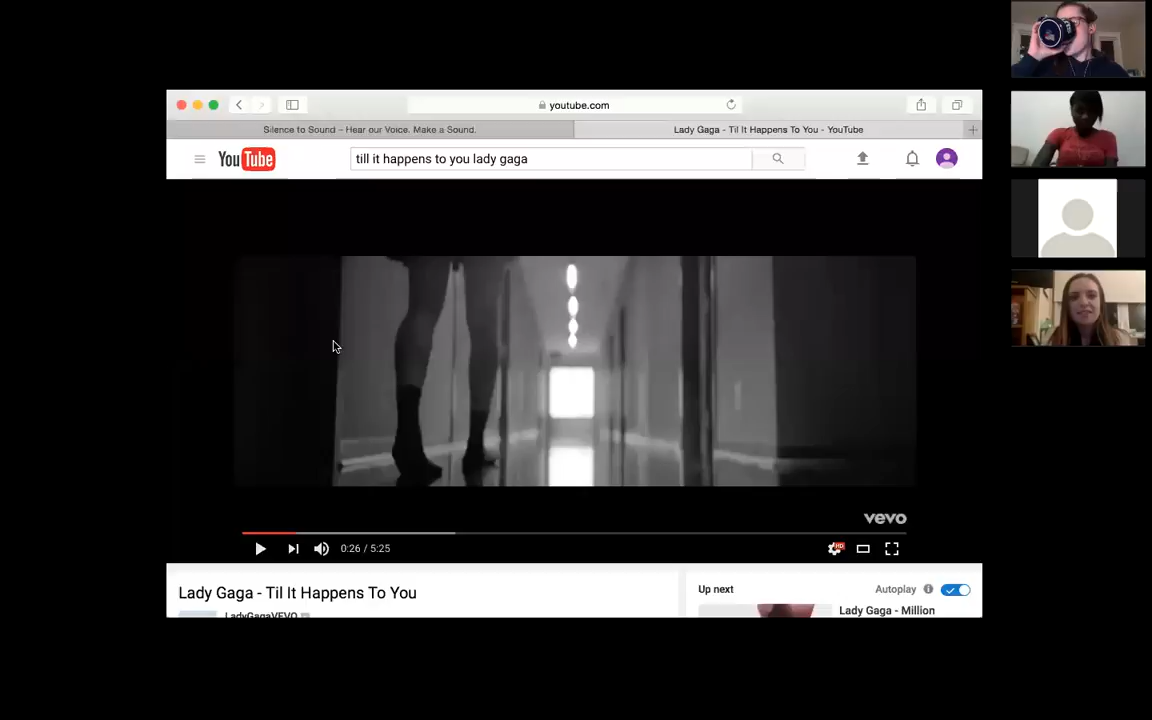 youtube.com
Silence to Sound – Hear our Voice. Make a Sound.
Lady Gaga - Til It Happens To You - YouTube
YouTube
till it happens to you lady gaga
vevo
0:26 / 5:25
HD
Lady Gaga - Til It Happens To You
Up next
Autoplay
LadyGagaVEVO
Lady Gaga - Million